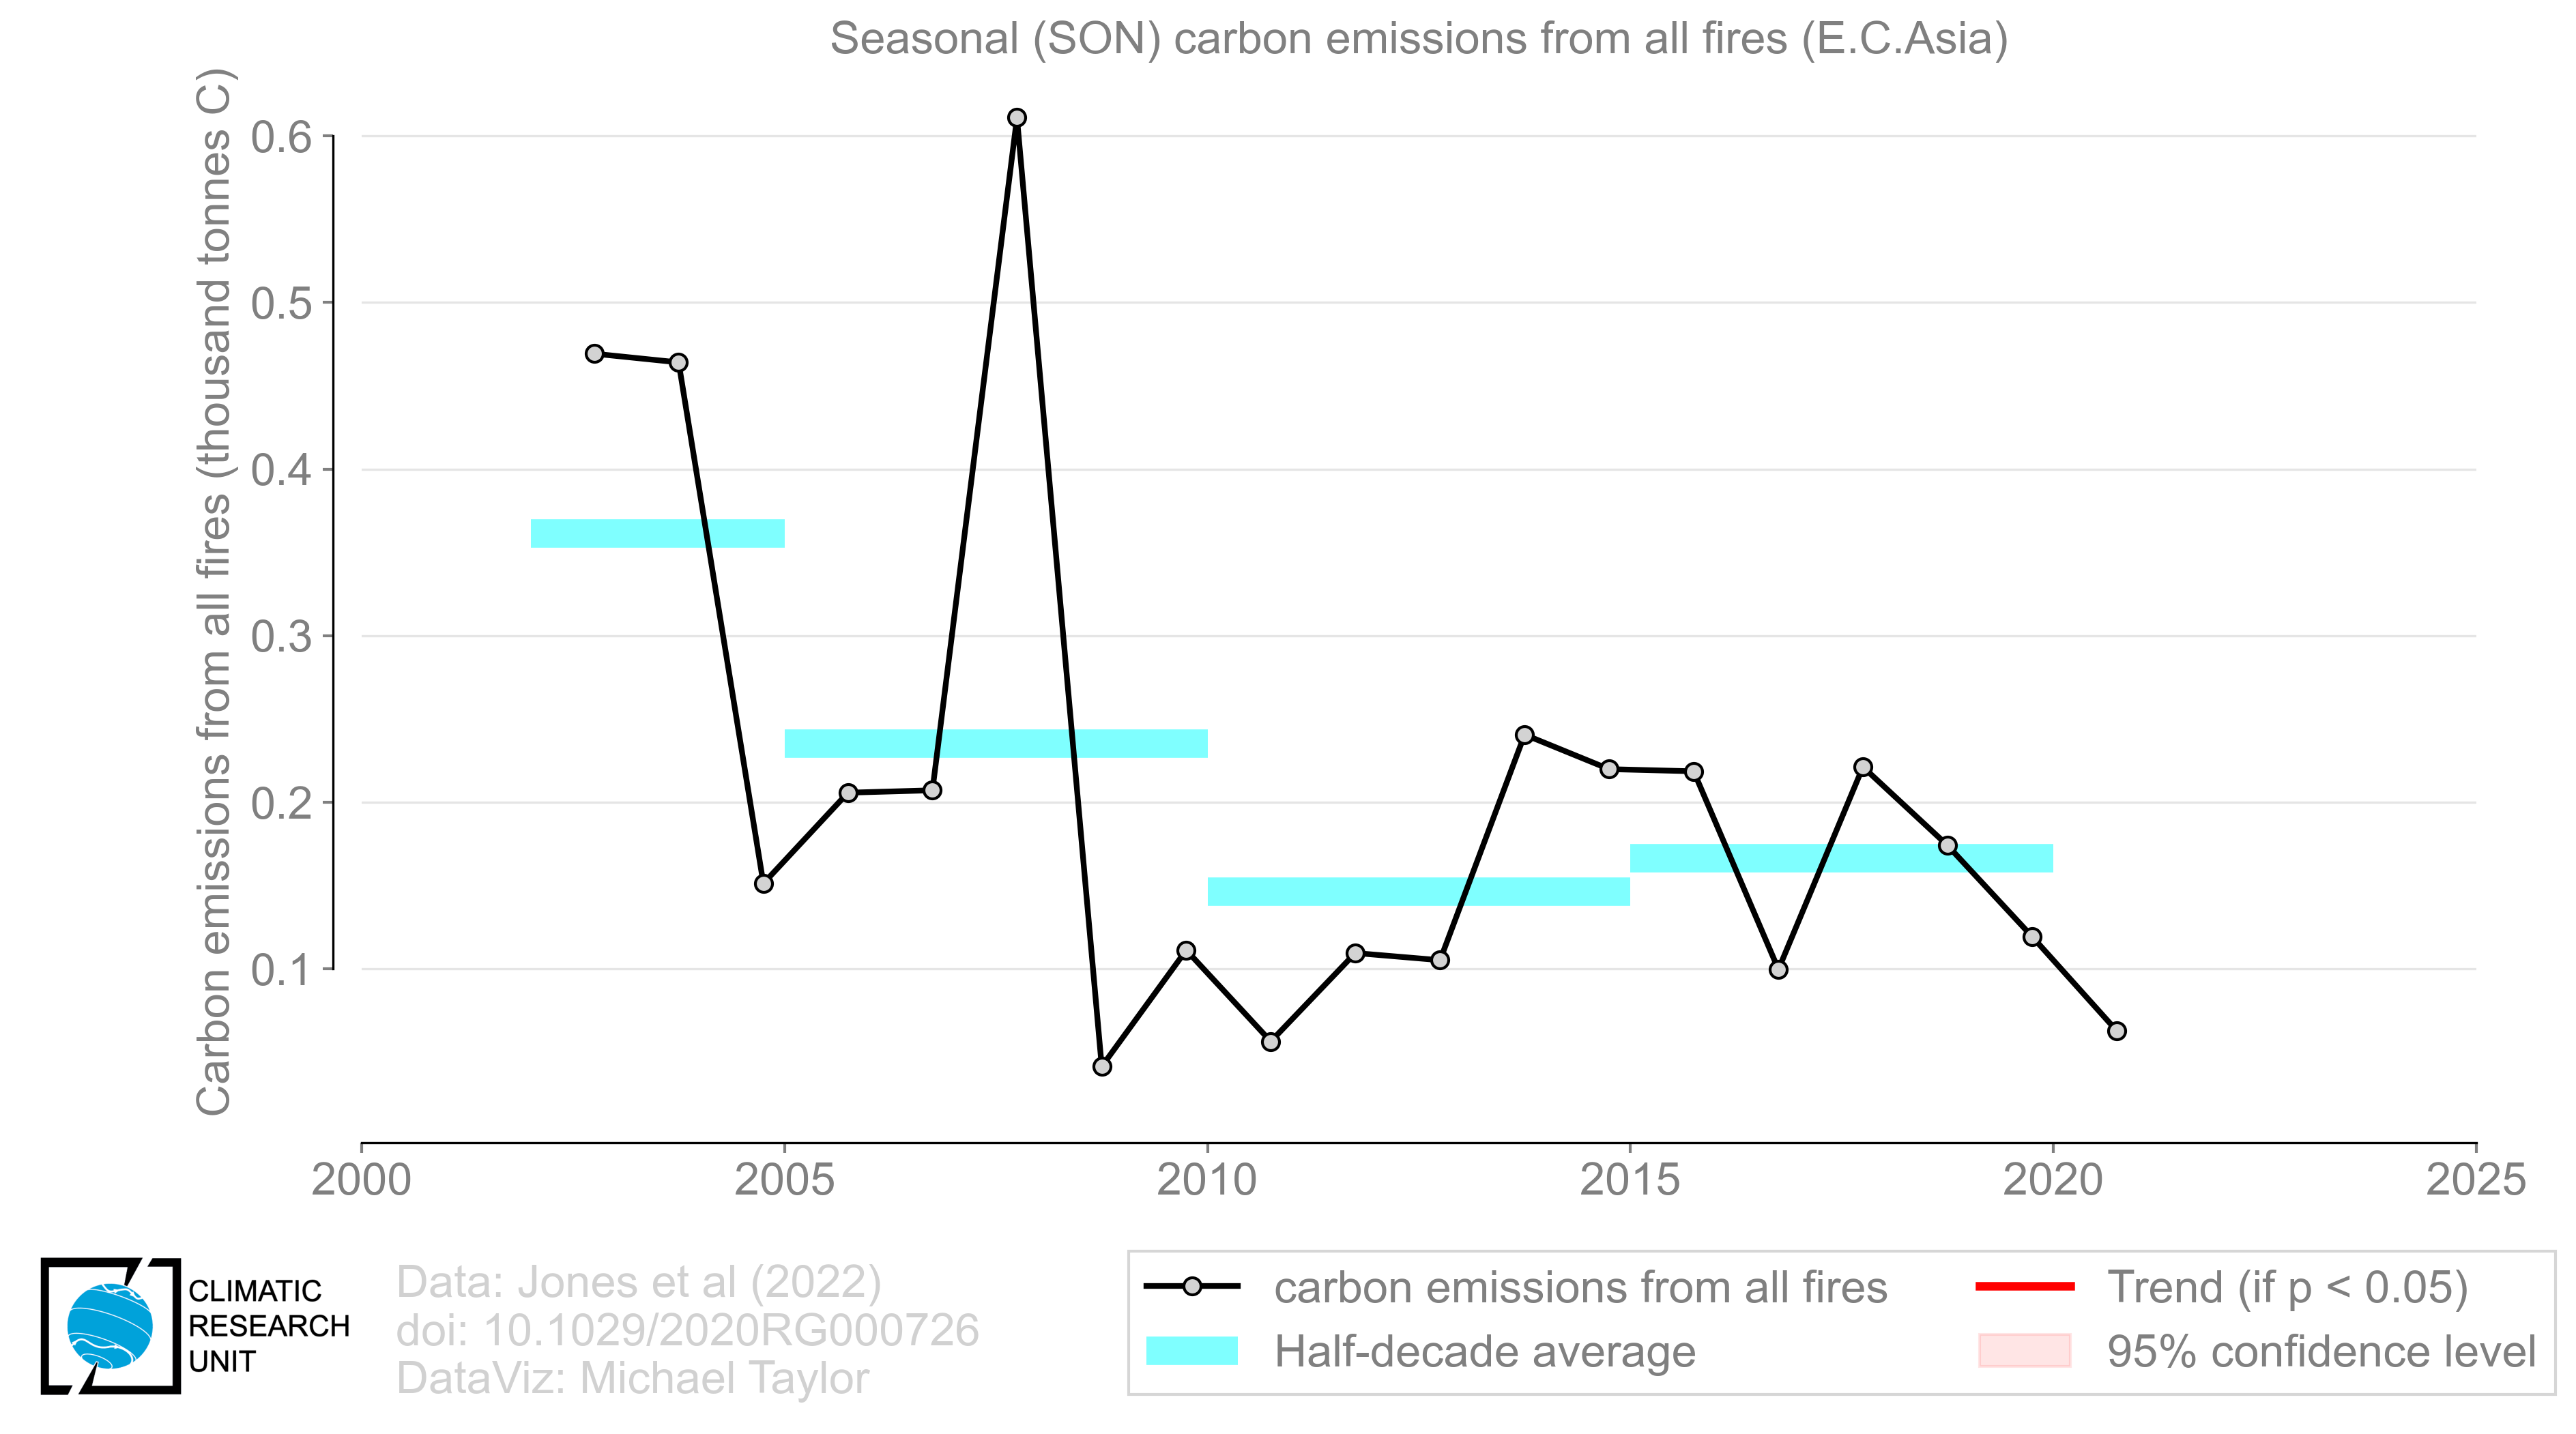 Seasonal (SON) carbon emissions from all fires (E.C.Asia)
Carbon emissions from all fires (thousand tonnes C)
0.6
0.5
0.4
0.3
0.2
0.1
2000
2005
2010
2015
2020
2025
CLIMATIC
RESEARCH
UNIT
Data: Jones et al (2022)
doi: 10.1029/2020RG000726
DataViz: Michael Taylor
carbon emissions from all fires
Half-decade average
Trend (if p < 0.05)
95% confidence level